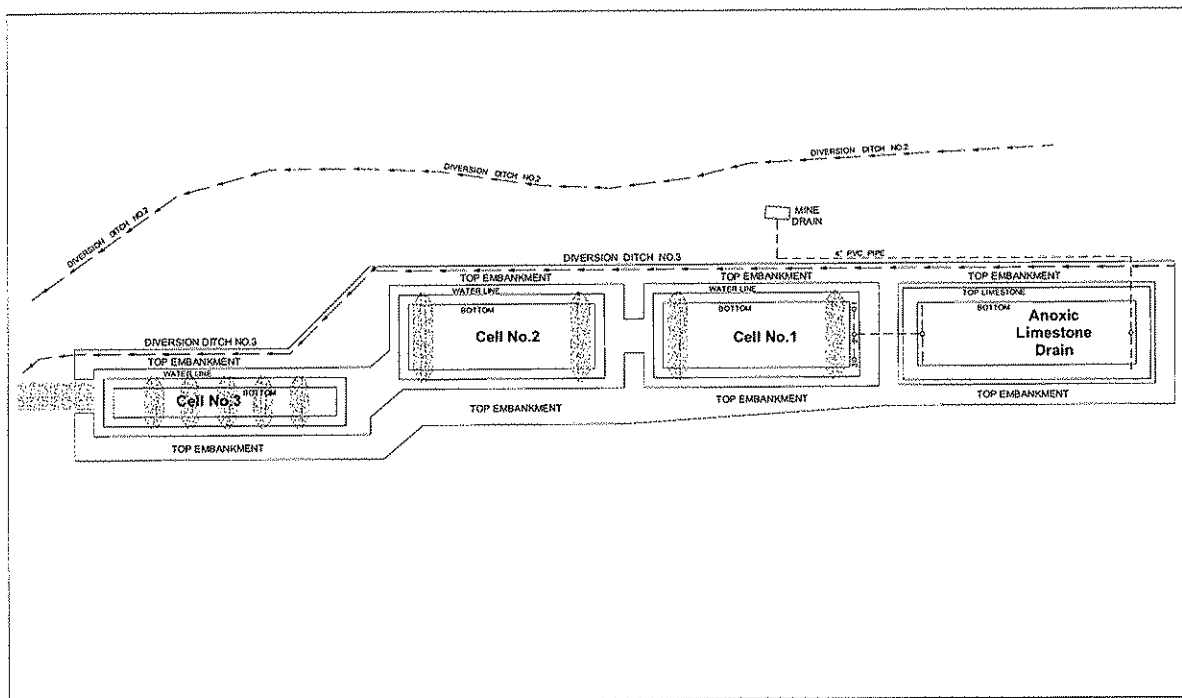 DIVERSION DITCH NO.2
DIVERSION DITCH NO.2
DIVERSION DITCH NO.2
MINE
DRAIN
6" PVC PIPE
DIVERSION DITCH NO.3
TOP EMBANKMENT
TOP EMBANKMENT
TOP EMBANKMENT
WATER LINE
WATER LINE
TOP LIMESTONE
BOTTOM
BOTTOM
BOTTOM
Cell No.2
Cell No.1
Anoxic
Limestone
Drain
DIVERSION DITCH NO.3
TOP EMBANKMENT
WATER LINE
BOTTOM
Cell No.3
TOP EMBANKMENT
TOP EMBANKMENT
TOP EMBANKMENT
TOP EMBANKMENT